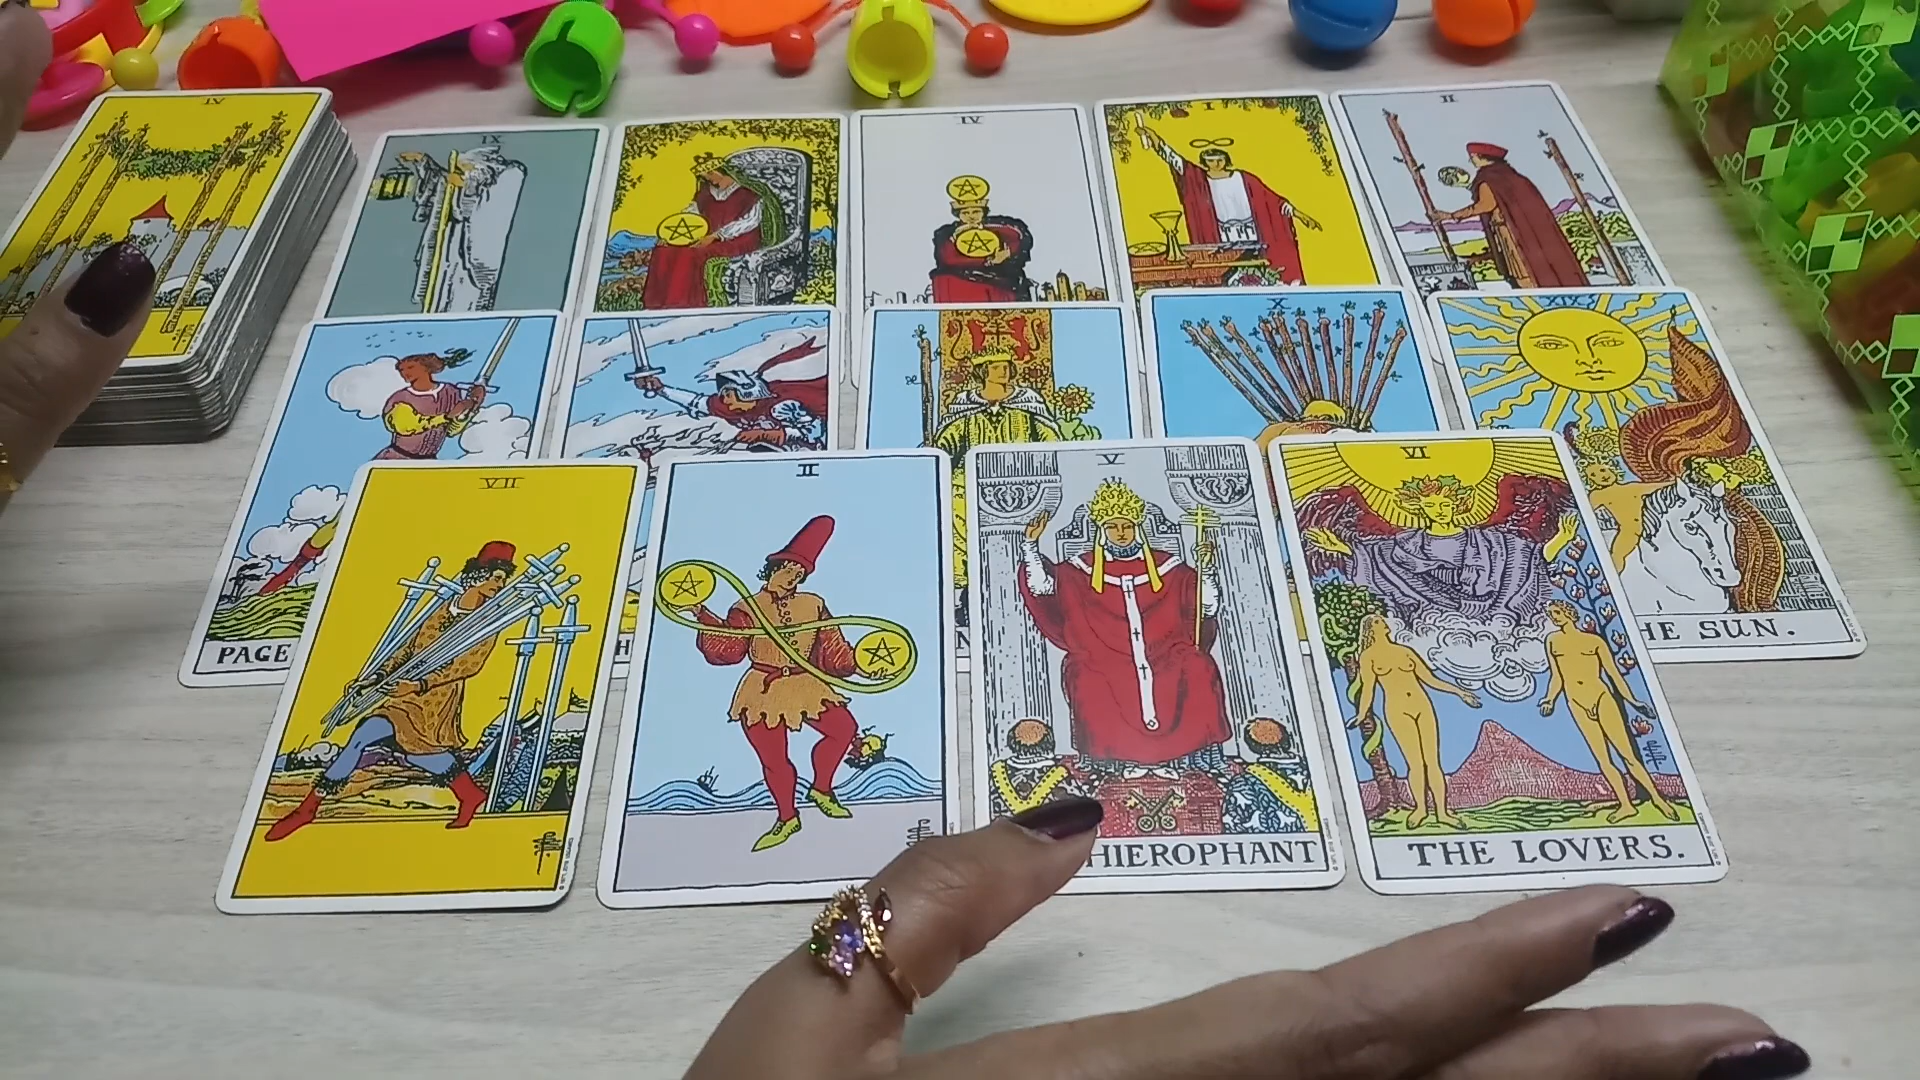 IV
IX
IV
I
II
X
XIX
PAGE
HE SUN.
VII
II
V
HIEROPHANT
VI
THE LOVERS.